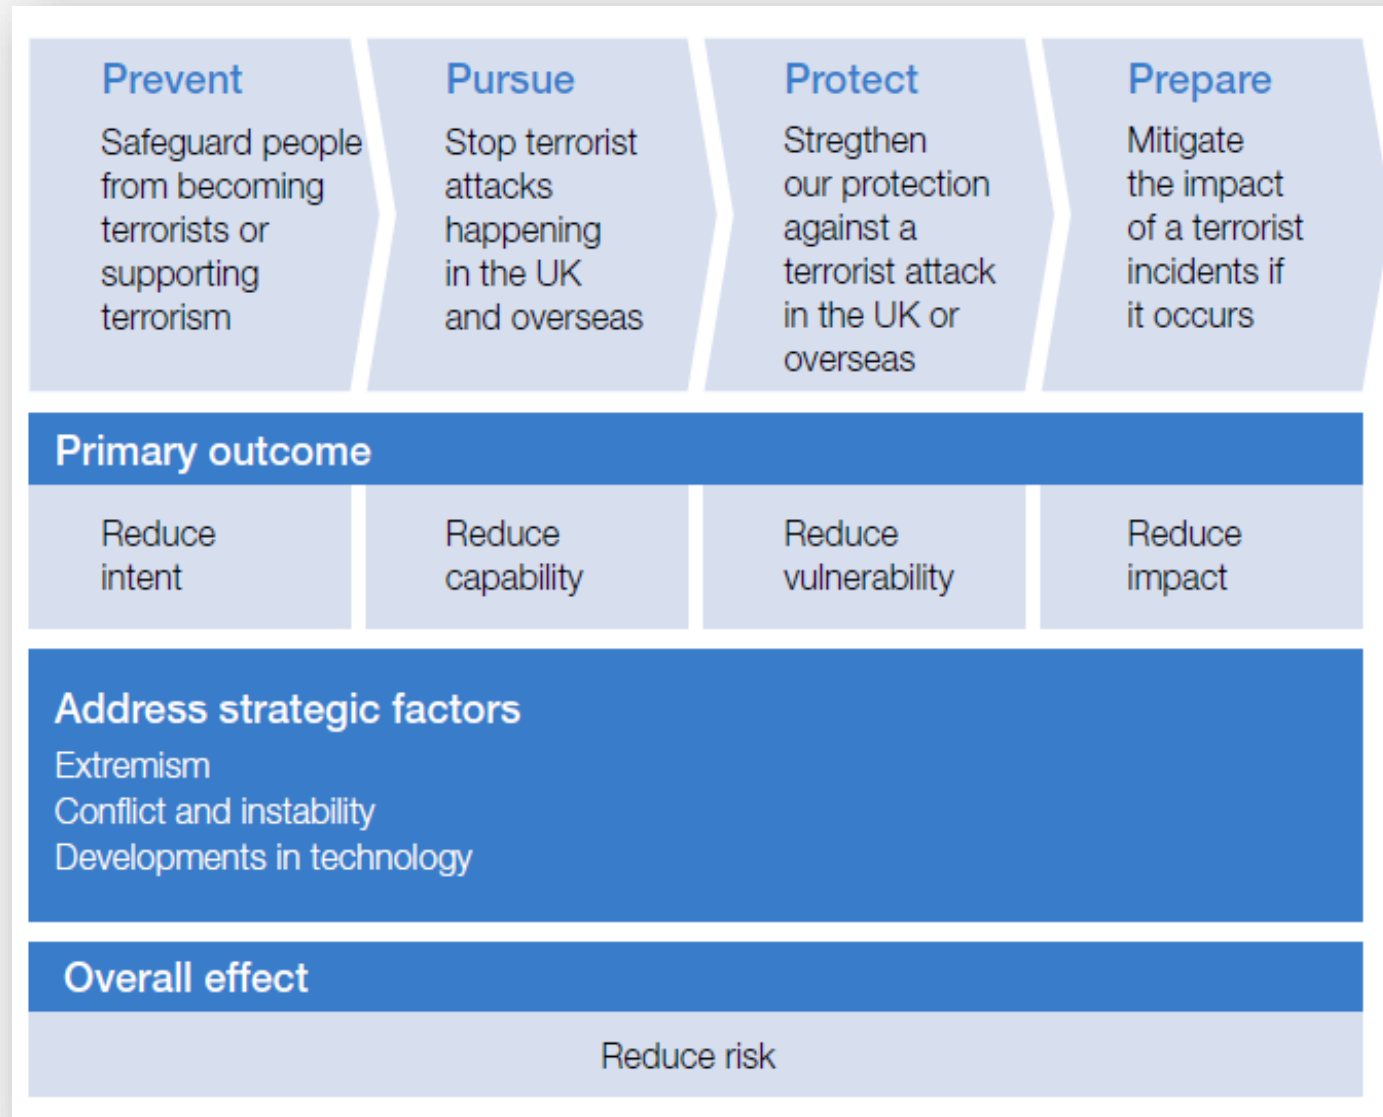 Prevent
Safeguard people
from becoming
terrorists or
supporting
terrorism
Pursue
Stop terrorist
attacks
happening
in the UK
and overseas
Protect
Stregthen
our protection
against a
terrorist attack
in the UK or
overseas
Prepare
Mitigate
the impact
of a terrorist
incidents if
it occurs
Primary outcome
Reduce
intent
Reduce
capability
Reduce
vulnerability
Reduce
impact
Address strategic factors
Extremism
Conflict and instability
Developments in technology
Overall effect
Reduce risk